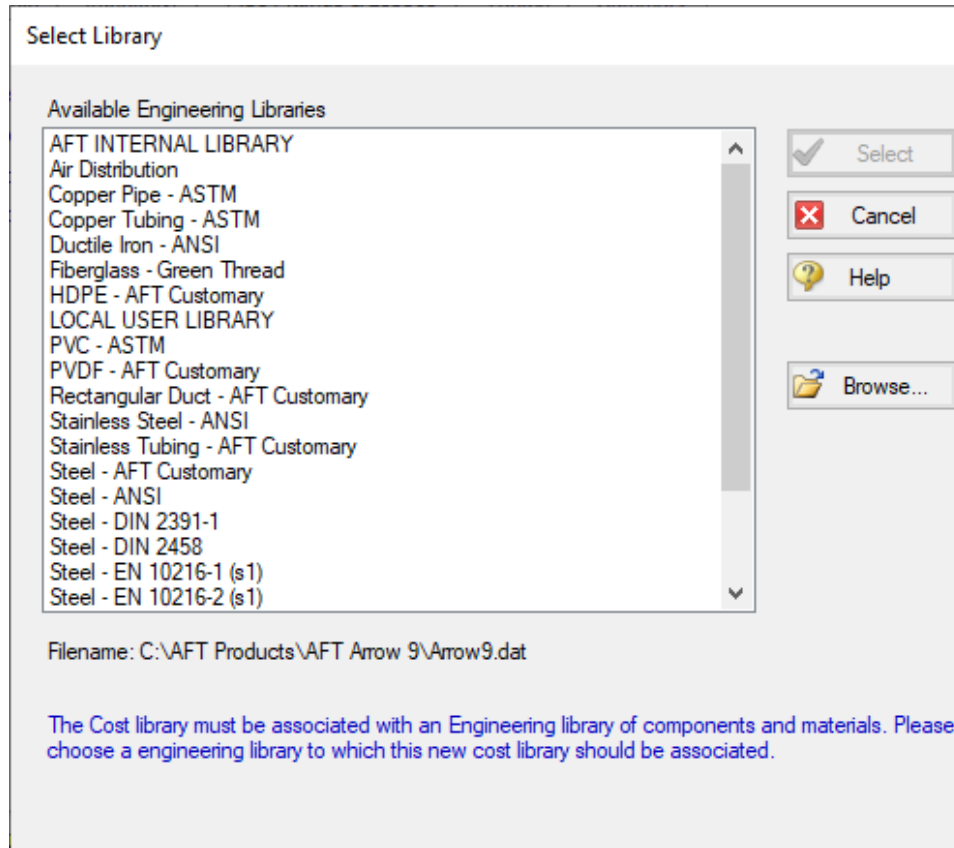 Select Library
Available Engineering Libraries
AFT INTERNAL LIBRARY
Air Distribution
Copper Pipe - ASTM
Copper Tubing - ASTM
Ductile Iron - ANSI
Fiberglass - Green Thread
HDPE - AFT Customary
LOCAL USER LIBRARY
PVC - ASTM
PVDF - AFT Customary
Rectangular Duct - AFT Customary
Stainless Steel - ANSI
Stainless Tubing - AFT Customary
Steel - AFT Customary
Steel - ANSI
Steel - DIN 2391-1
Steel - DIN 2458
Steel - EN 10216-1 (s1)
Steel - EN 10216-2 (s1)
Select
Cancel
Help
Browse...
Filename: C:\AFT Products\AFT Arrow 9\Arrow9.dat
The Cost library must be associated with an Engineering library of components and materials. Please
choose a engineering library to which this new cost library should be associated.